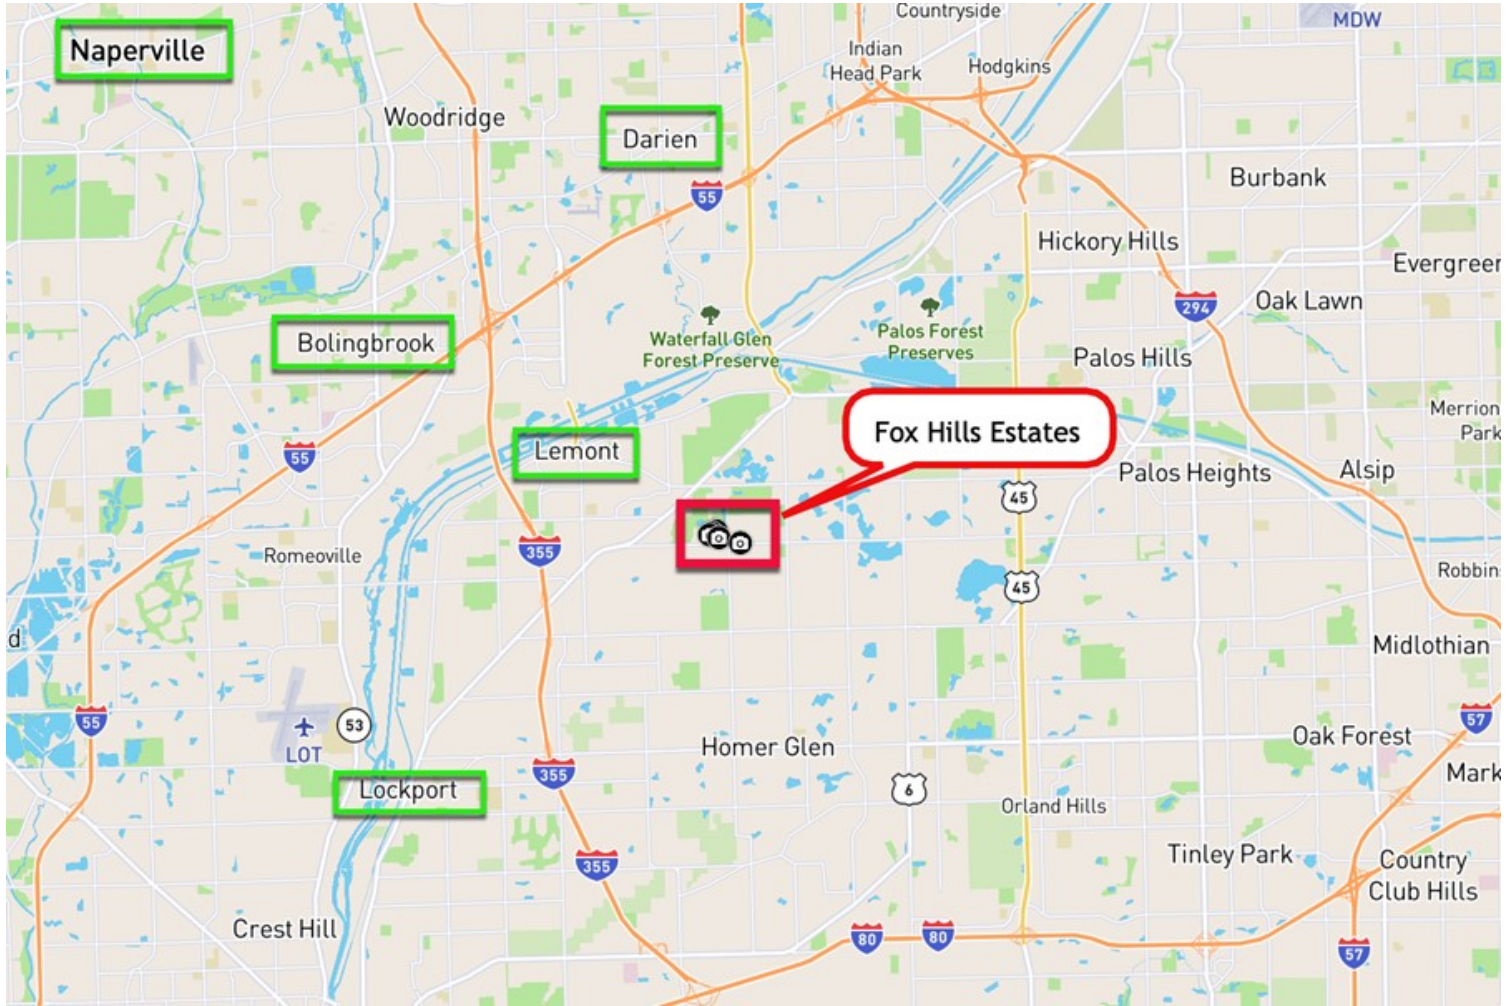 Countryside
MDW
Naperville
Indian
Head Park
Hodgkins
Woodridge
Darien
55
Burbank
Hickory Hills
Evergreen
294
Oak Lawn
Waterfall Glen
Forest Preserve
Palos Forest
Preserves
Bolingbrook
Palos Hills
Merrion
Park
Fox Hills Estates
Lemont
55
Palos Heights
Alsip
45
355
Romeoville
45
Robbin
d
Midlothian
55
53
LOT
57
Oak Forest
Homer Glen
355
Mark
6
Lockport
Orland Hills
355
Tinley Park
Country
Club Hills
Crest Hill
80
80
57